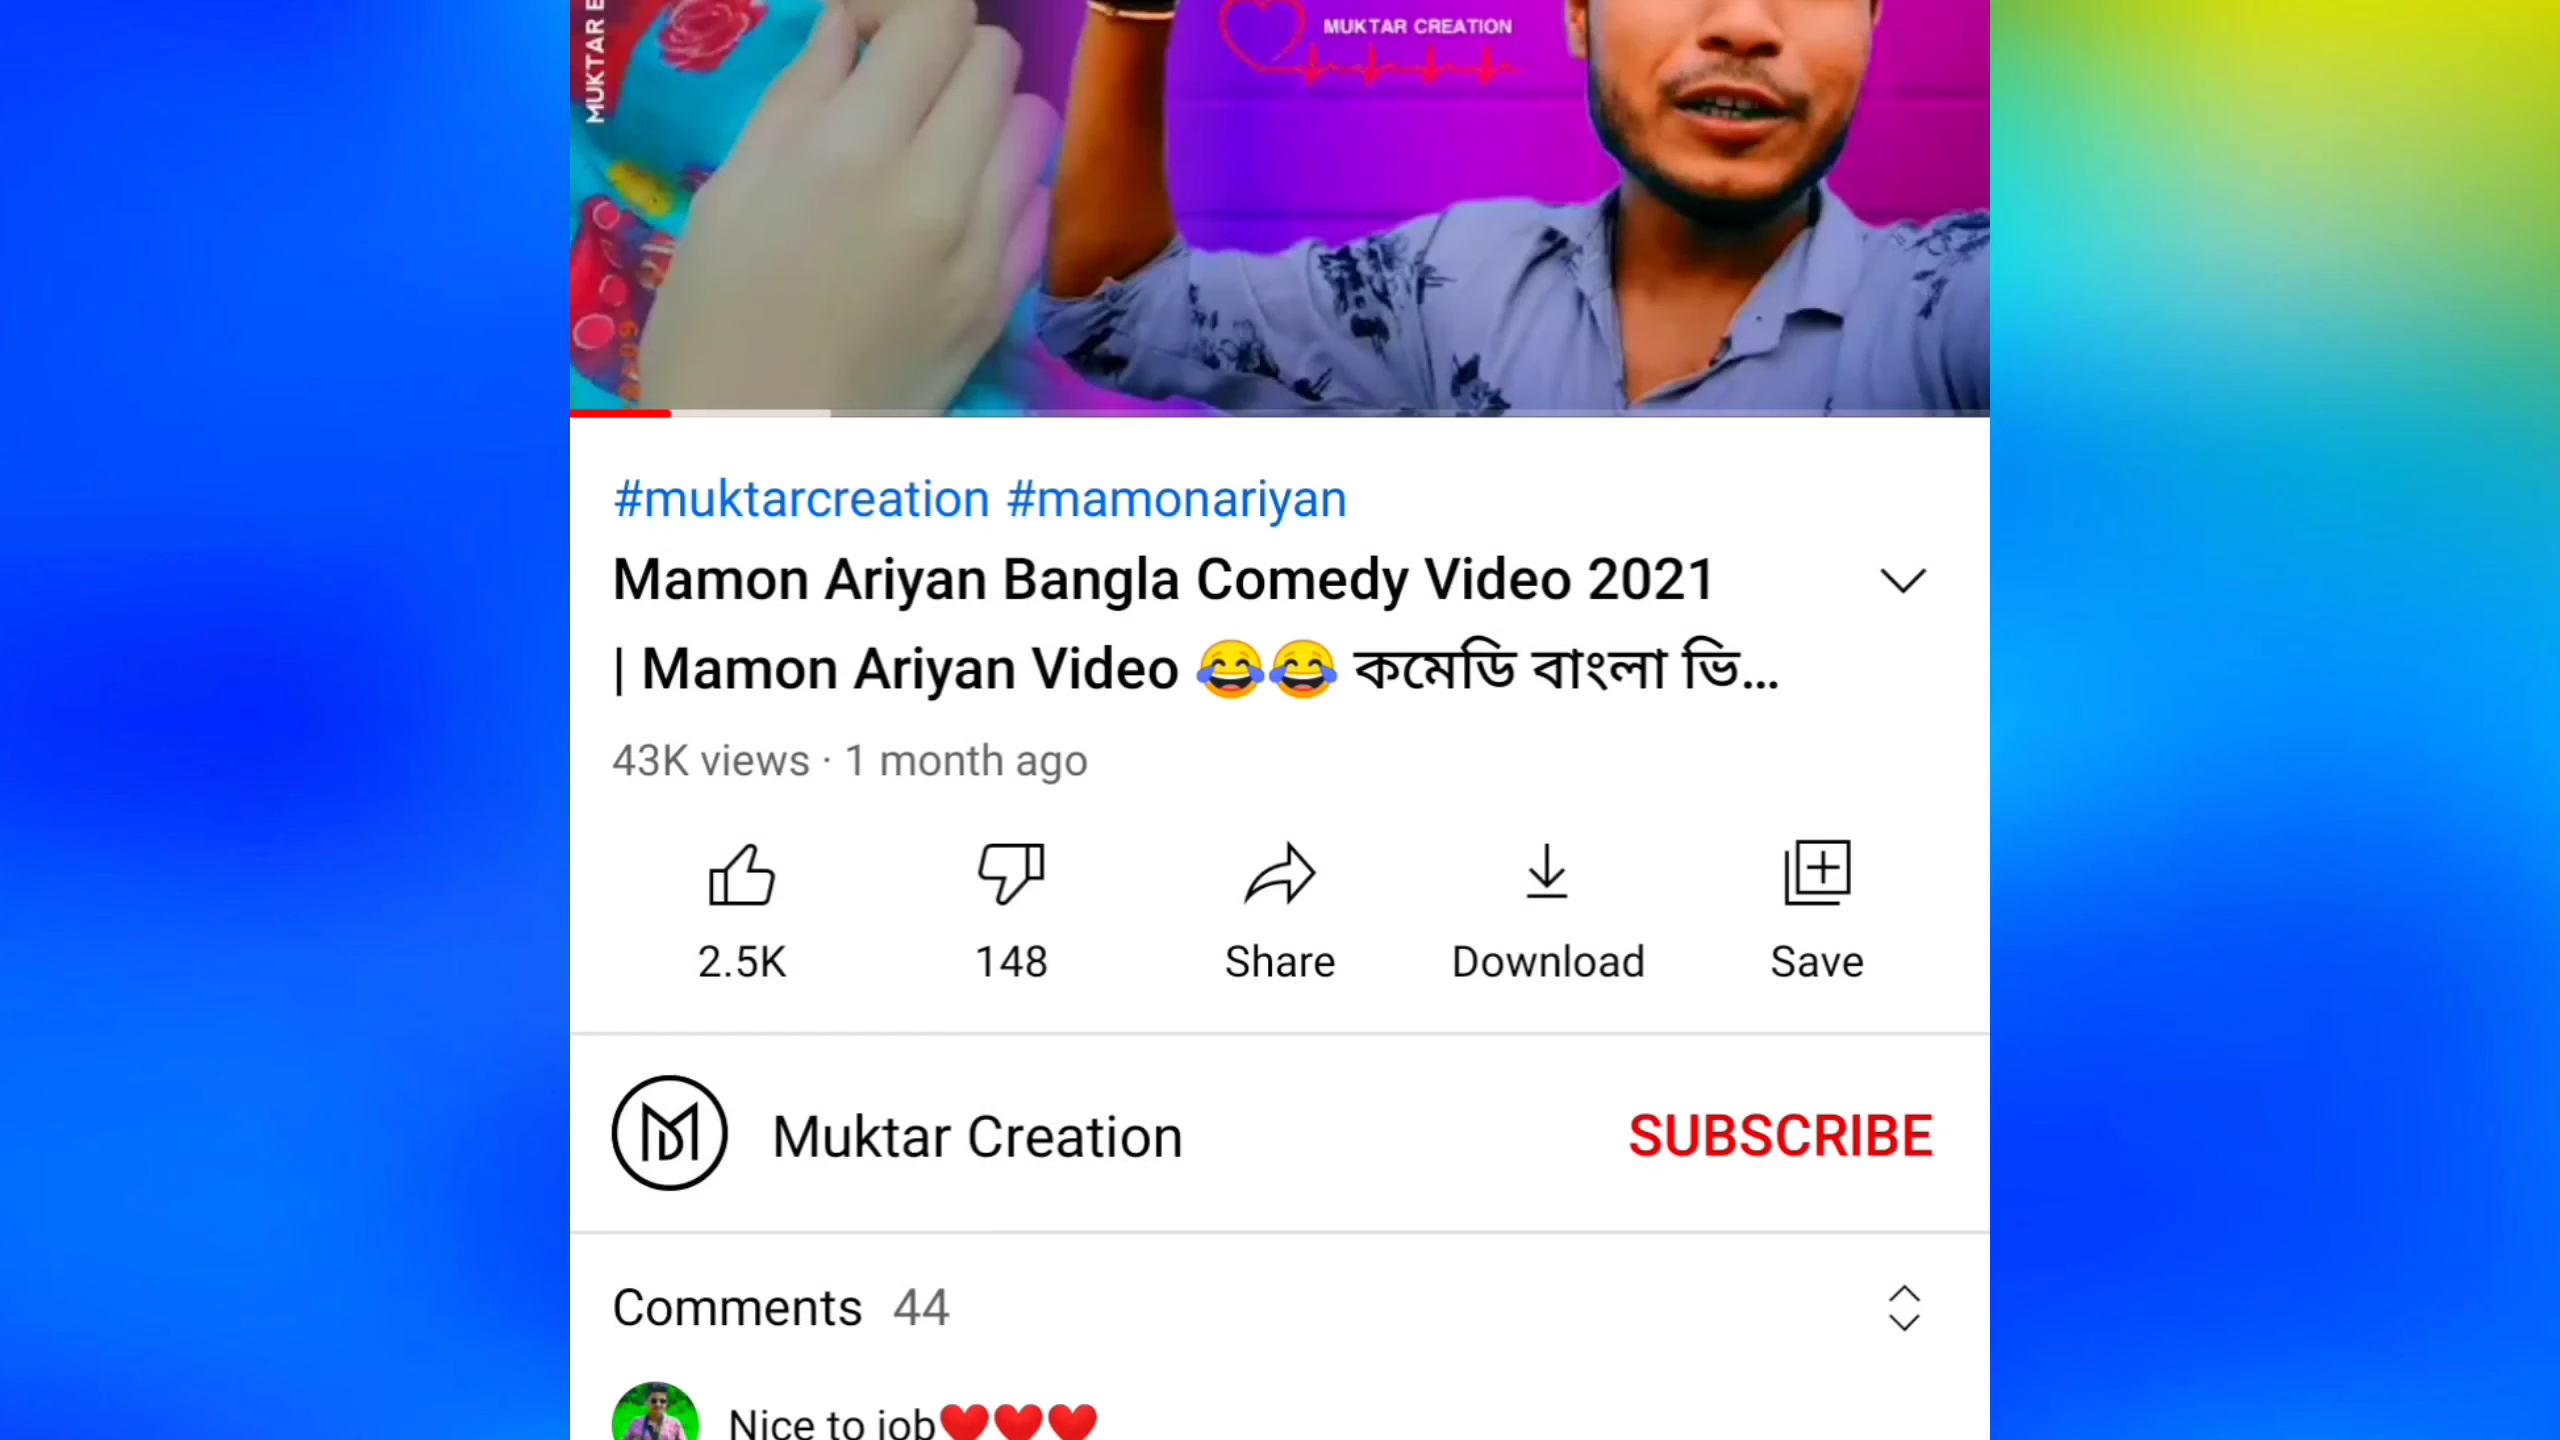 MUKTAR CREATION
MUKTAR
#muktarcreation #mamonariyan
Mamon Ariyan Bangla Comedy Video 2021
| Mamon Ariyan Video 😂😂 কমেডি বাংলা ভি...
43K views · 1 month ago
2.5K 148 Share Download Save
Muktar Creation SUBSCRIBE
Comments 44
Nice to job❤️❤️❤️